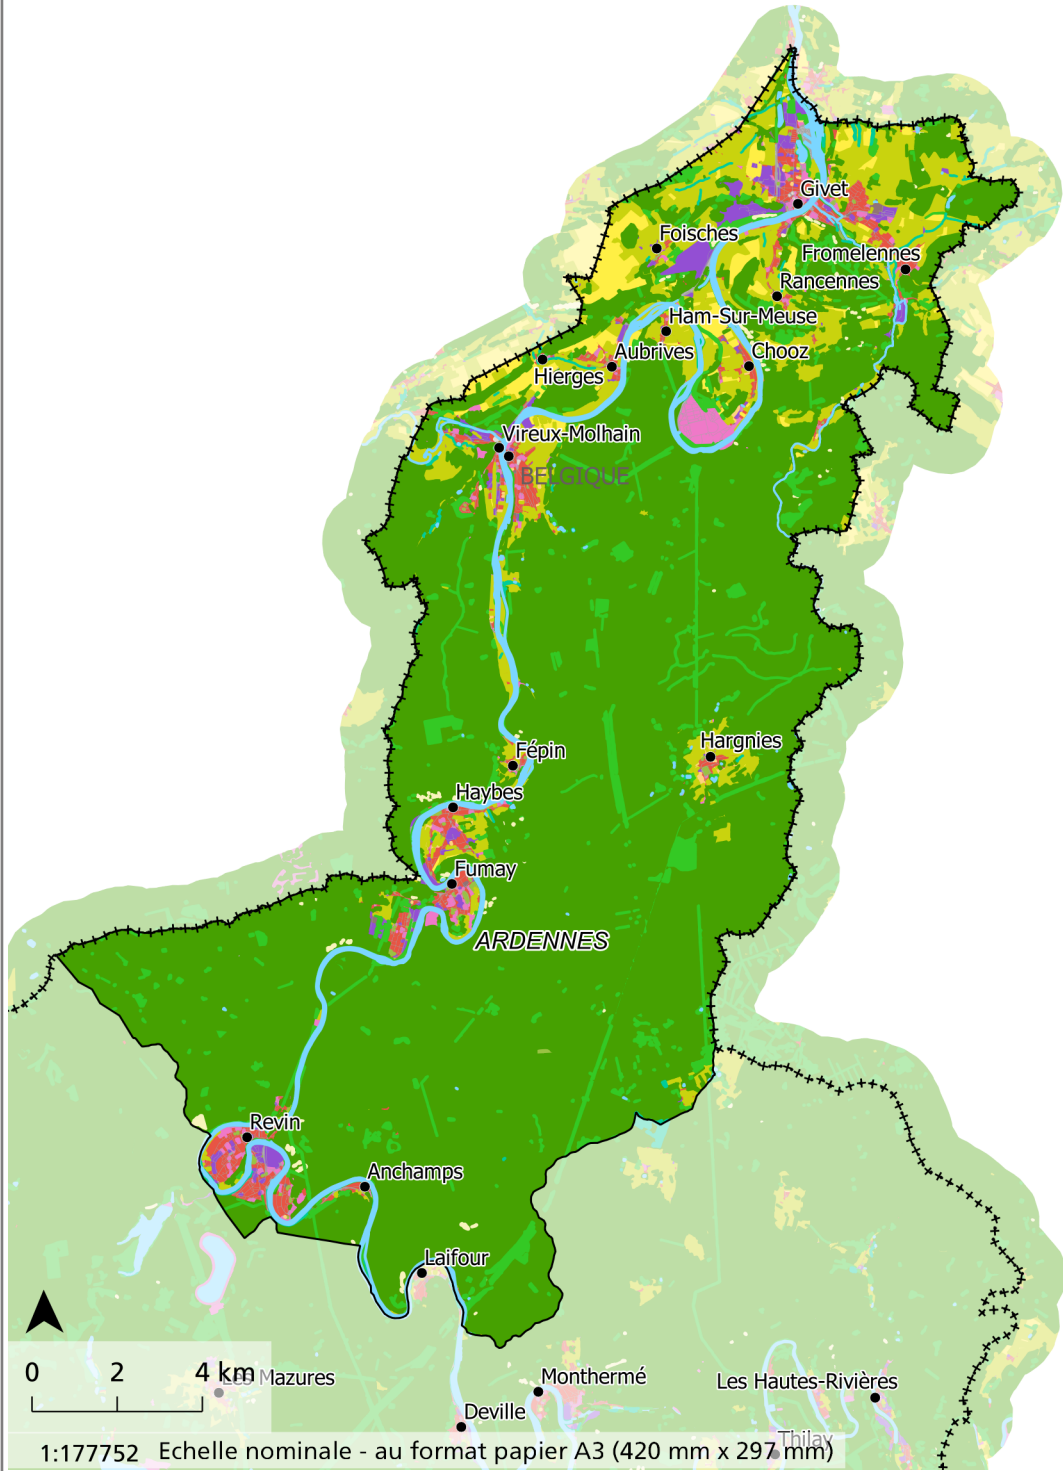 Givet
Foisches
Fromelennes
Rancennes
Ham-Sur-Meuse
Aubrives
Chooz
Hierges
Vireux-Molhain
BELGIQUE
Hargnies
Fépin
Haybes
Fumay
ARDENNES
Revin
Anchamps
Laifour
0 2 4 km
Les Mazures
Monthermé
Les Hautes-Rivières
Deville
Thilay
1:177752 Echelle nominale - au format papier A3 (420 mm x 297 mm)